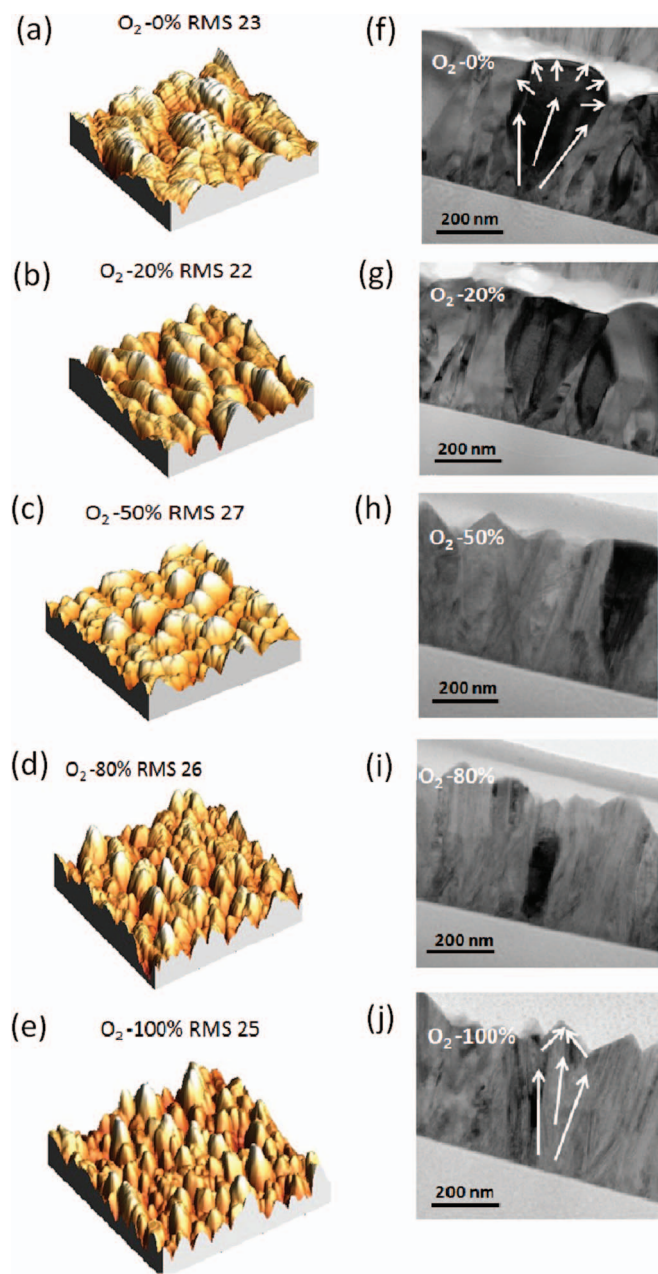 (a)
O₂-0% RMS 23
(b)
O₂-20% RMS 22
(c)
O₂-50% RMS 27
(d)
O₂-80% RMS 26
(e)
O₂-100% RMS 25
(f)
O₂-0%
200 nm
(g)
O₂-20%
200 nm
(h)
O₂-50%
200 nm
(i)
O₂-80%
200 nm
(j)
O₂-100%
200 nm